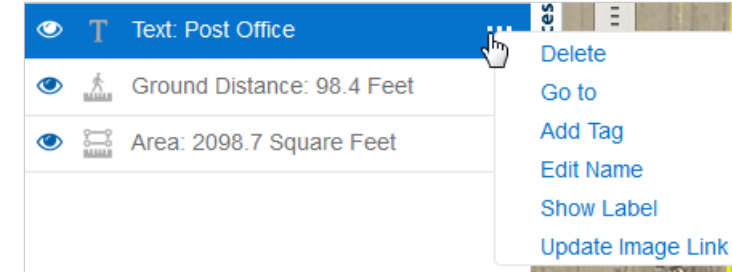 Text: Post Office
Ground Distance: 98.4 Feet
Area: 2098.7 Square Feet
ces
Delete
Go to
Add Tag
Edit Name
Show Label
Update Image Link